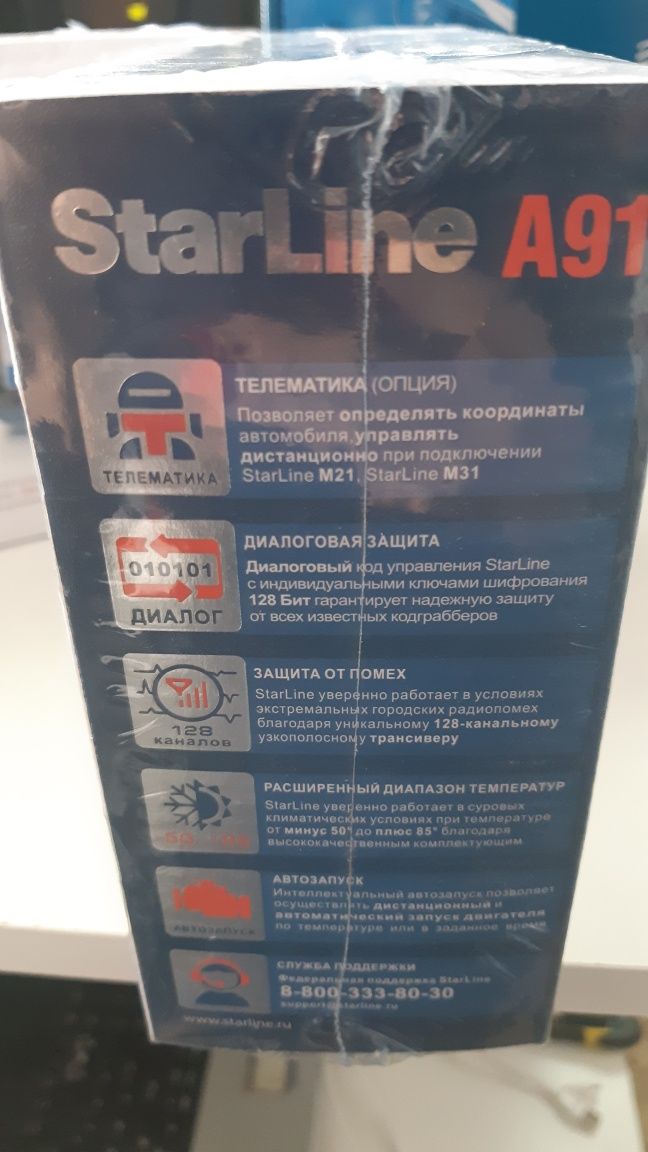 StarLine A91
ТЕЛЕМАТИКА (ОПЦИЯ)
Позволяет определять координаты
автомобиля, управлять
дистанционно при подключении
StarLine M21, StarLine M31
ТЕЛЕМАТИКА
ДИАЛОГОВАЯ ЗАЩИТА
Диалоговый код управления StarLine
с индивидуальными ключами шифрования
128 Бит гарантирует надежную защиту
от всех известных кодграбберов
010101
ДИАЛОГ
ЗАЩИТА ОТ ПОМЕХ
StarLine уверенно работает в условиях
экстремальных городских радиопомех
благодаря уникальному 128-канальному
узкополосному трансиверу
128
каналов
РАСШИРЕННЫЙ ДИАПАЗОН ТЕМПЕРАТУР
StarLine уверенно работает в суровых
климатических условиях при температуре
от минус 50° до плюс 85° благодаря
высококачественным комплектующим
АВТОЗАПУСК
Интеллектуальный автозапуск позволяет
осуществлять дистанционный и
автоматический запуск двигателя
по температуре или в заданное время
АВТОЗАПУСК
СЛУЖБА ПОДДЕРЖКИ
Федеральная поддержка StarLine
8-800-333-80-30
support@starline.ru
www.starline.ru